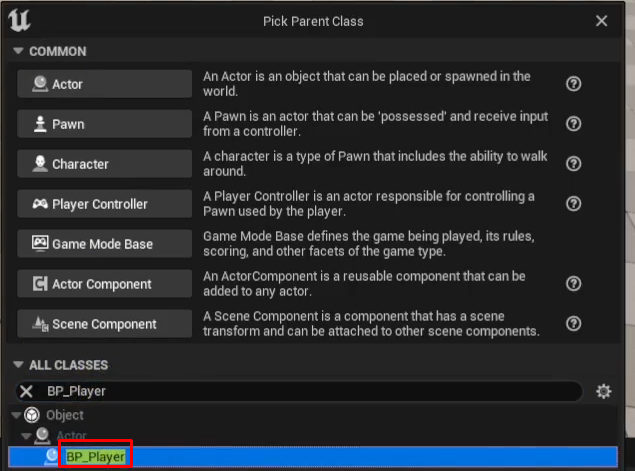 Pick Parent Class
COMMON
Actor
An Actor is an object that can be placed or spawned in the
world.
Pawn
A Pawn is an actor that can be 'possessed' and receive input
from a controller.
Character
A character is a type of Pawn that includes the ability to walk
around.
Player Controller
A Player Controller is an actor responsible for controlling a
Pawn used by the player.
Game Mode Base
Game Mode Base defines the game being played, its rules,
scoring, and other facets of the game type.
Actor Component
An ActorComponent is a reusable component that can be
added to any actor.
Scene Component
A Scene Component is a component that has a scene
transform and can be attached to other scene components.
ALL CLASSES
BP_Player
Object
Actor
BP_Player